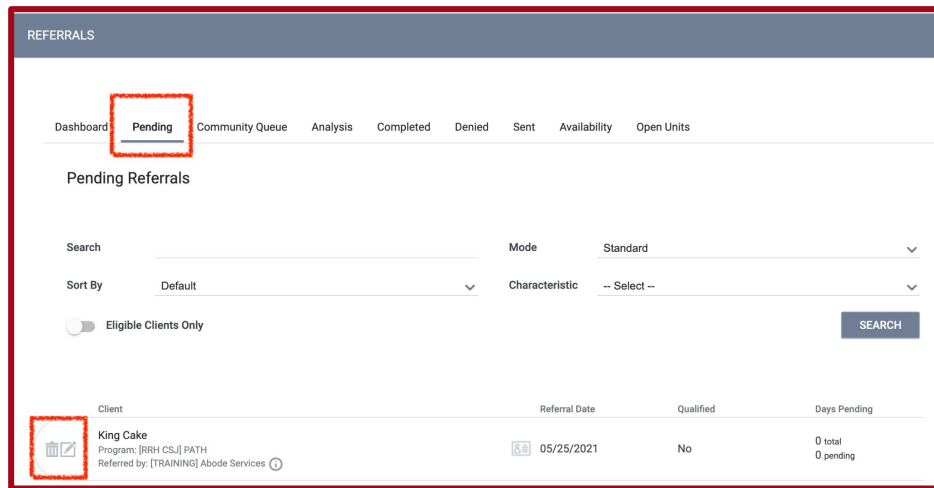 REFERRALS
Dashboard Pending Community Queue Analysis Completed Denied Sent Availability Open Units
Pending Referrals
Search Mode Standard
Sort By Default Characteristic -- Select --
Eligible Clients Only SEARCH
Client Referral Date Qualified Days Pending
King Cake
Program: [RRH CSJ] PATH
Referred by: [TRAINING] Abode Services
05/25/2021 No 0 total
0 pending